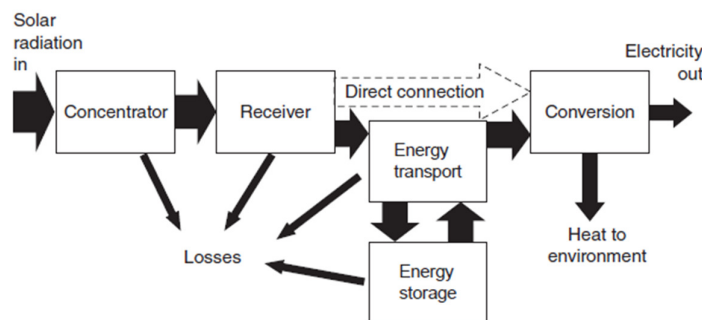 Solar
radiation
in
Concentrator
Receiver
Direct connection
Energy
transport
Conversion
Electricity
out
Losses
Energy
storage
Heat to
environment